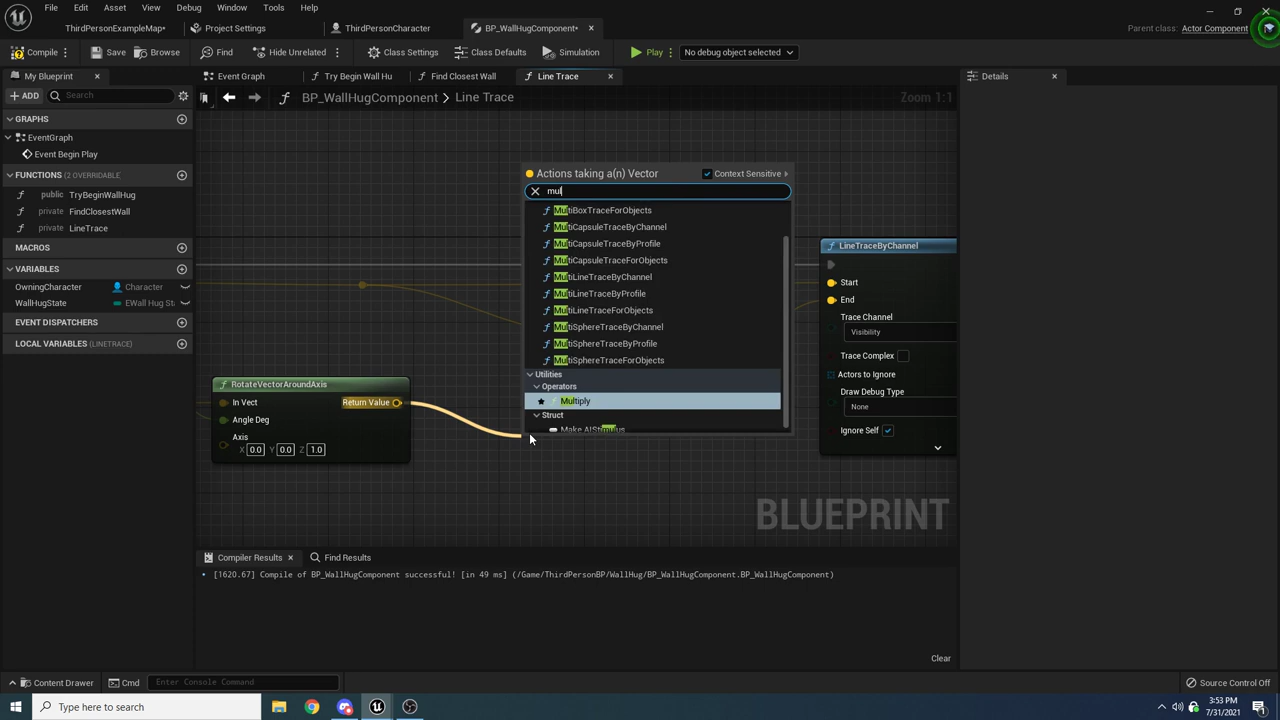 File Edit Asset View Debug Window Tools Help
ThirdPersonExampleMap• Project Settings ThirdPersonCharacter BP_WallHugComponent•
Parent class: Actor Component
Compile Save Browse Find Hide Unrelated Class Settings Class Defaults Simulation Play No debug object selected
My Blueprint Event Graph Try Begin Wall Hu Find Closest Wall Line Trace Details
ADD Search BP_WallHugComponent > Line Trace Zoom 1:1
GRAPHS
EventGraph
Event Begin Play
FUNCTIONS (2 OVERRIDABLE)
public TryBeginWallHug
private FindClosestWall
private LineTrace
MACROS
VARIABLES
OwningCharacter Character
WallHugState EWall Hug St
EVENT DISPATCHERS
LOCAL VARIABLES (LINETRACE)
RotateVectorAroundAxis
In Vect Return Value
Angle Deg
Axis
X 0.0 Y 0.0 Z 1.0
Actions taking a(n) Vector Context Sensitive
mul
MultiBoxTraceForObjects
MultiCapsuleTraceByChannel
MultiCapsuleTraceByProfile
MultiCapsuleTraceForObjects
MultiLineTraceByChannel
MultiLineTraceByProfile
MultiLineTraceForObjects
MultiSphereTraceByChannel
MultiSphereTraceByProfile
MultiSphereTraceForObjects
Utilities
Operators
Multiply
Struct
Make AIStimulus
LineTraceByChannel
Start
End
Trace Channel
Visibility
Trace Complex
Actors to Ignore
Draw Debug Type
None
Ignore Self
BLUEPRINT
Compiler Results Find Results
[1620.67] Compile of BP_WallHugComponent successful! [in 49 ms] (/Game/ThirdPersonBP/WallHug/BP_WallHugComponent.BP_WallHugComponent)
Clear
Content Drawer Cmd Enter Console Command Source Control Off
Type here to search
3:53 PM
7/31/2021